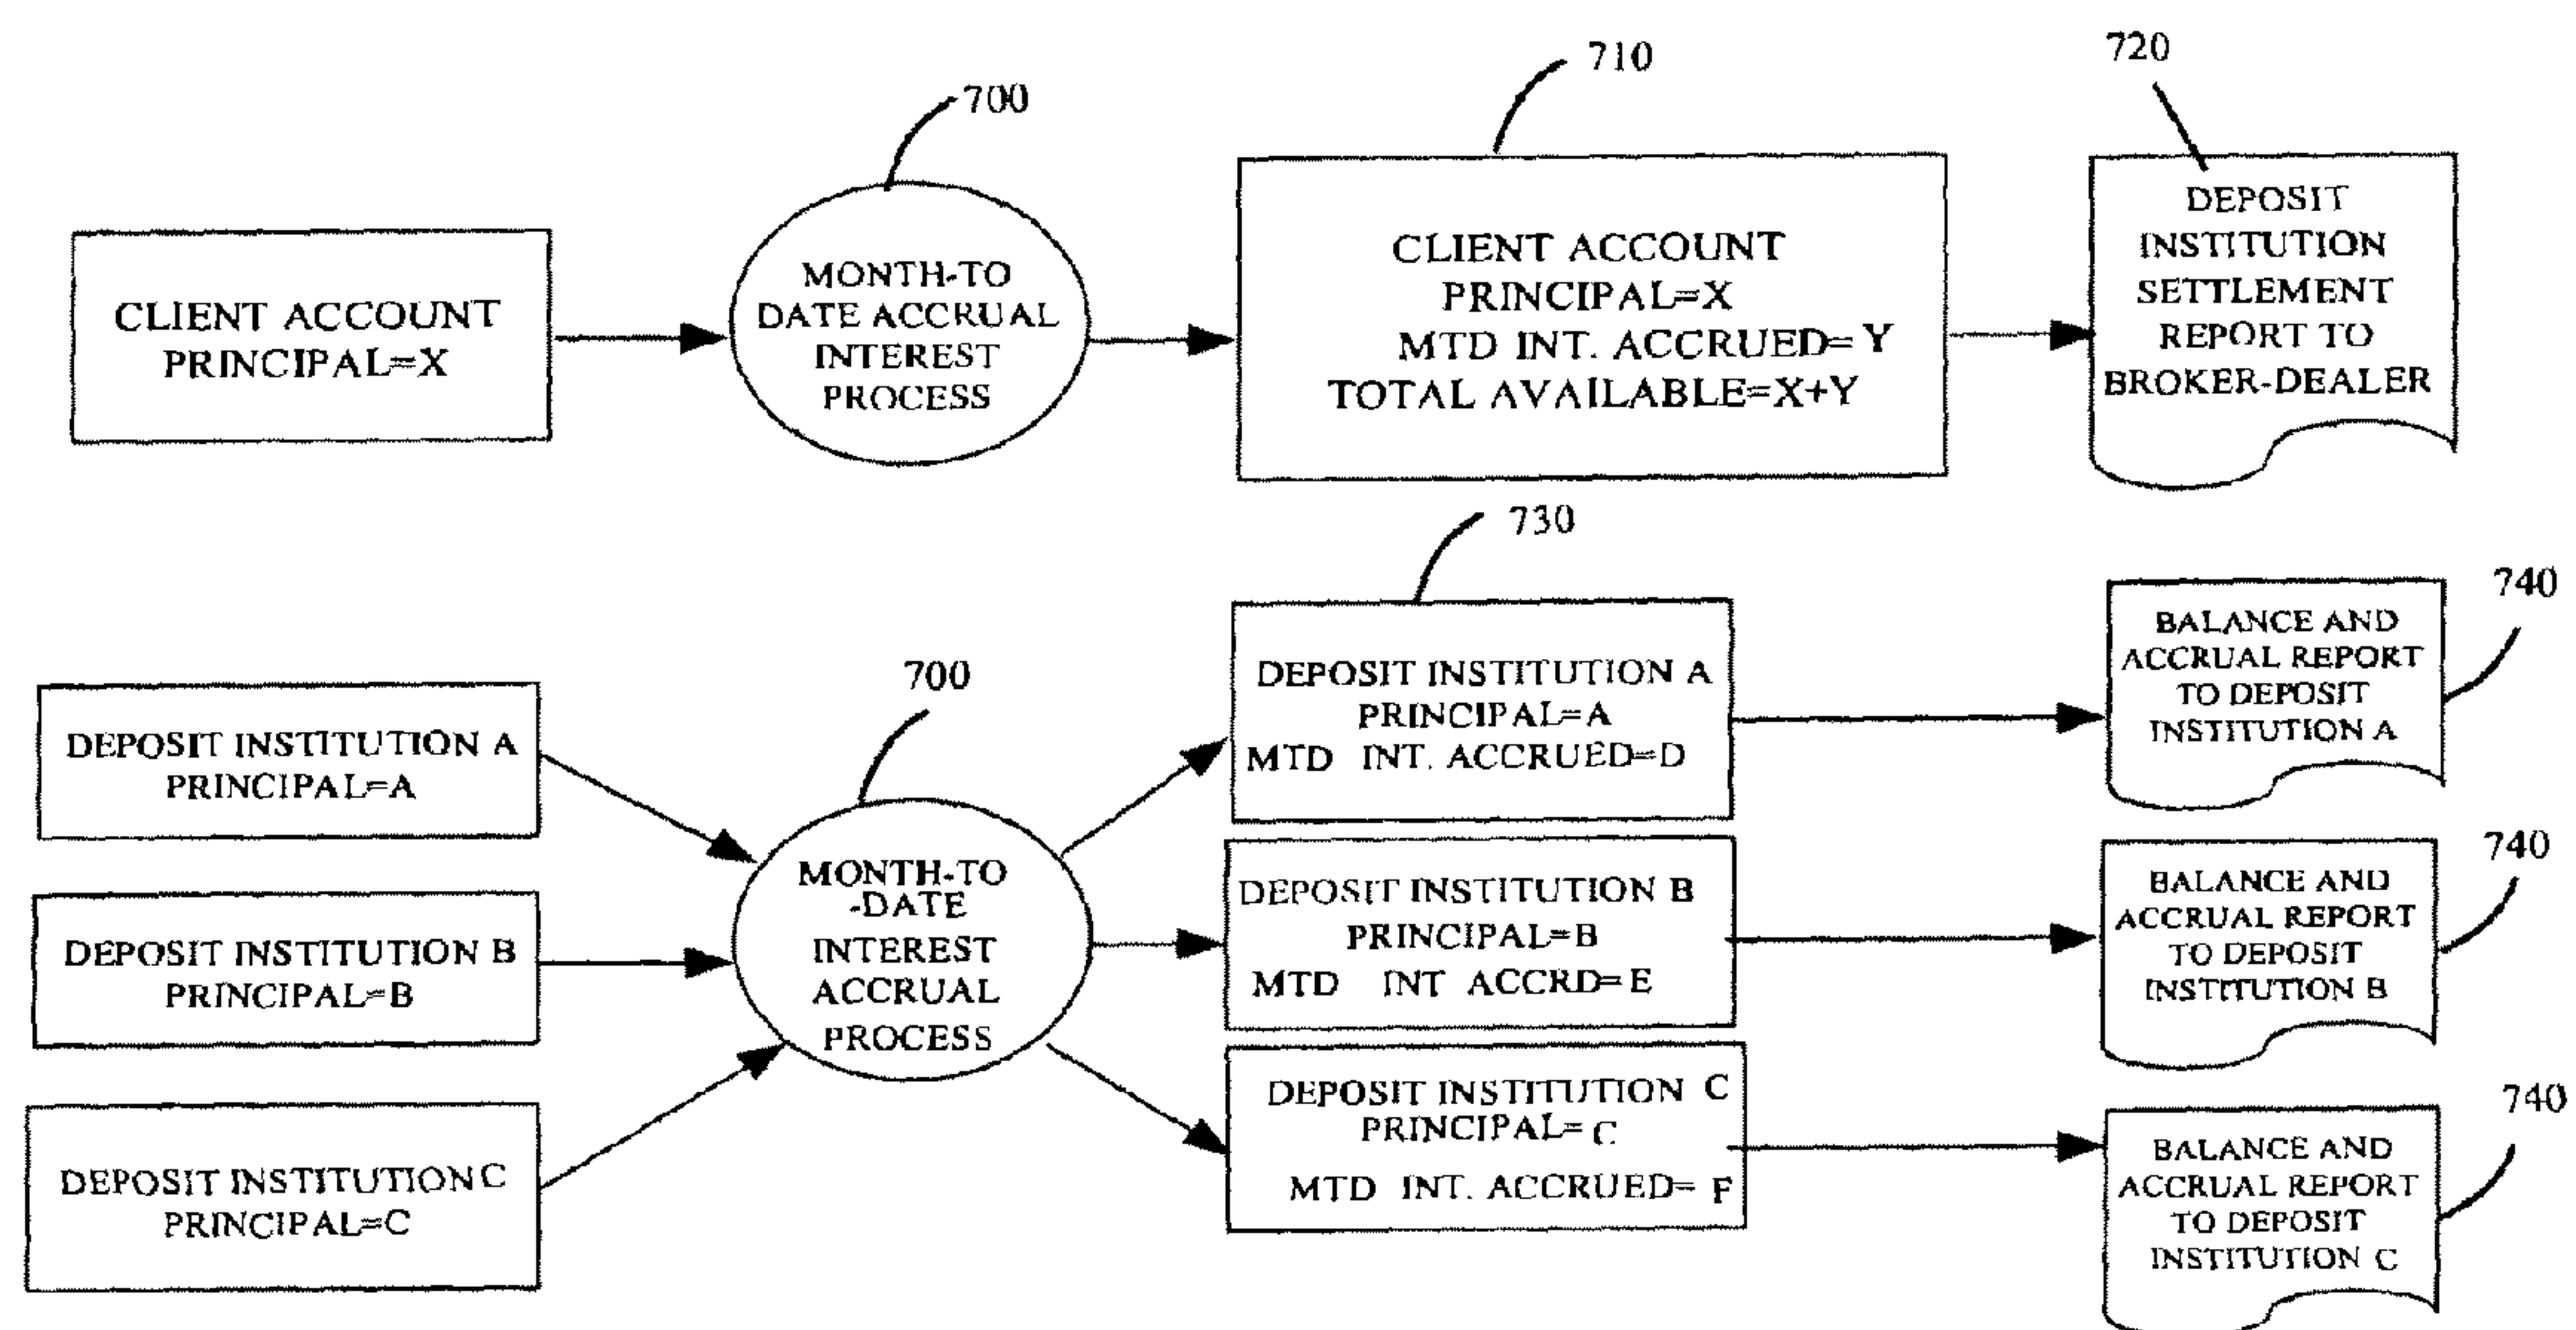 710
720
700
CLIENT ACCOUNT
PRINCIPAL=X
MONTH-TO
DATE ACCRUAL
INTEREST
PROCESS
CLIENT ACCOUNT
PRINCIPAL=X
MTD INT. ACCRUED= Y
TOTAL AVAILABLE=X+Y
DEPOSIT
INSTITUTION
SETTLEMENT
REPORT TO
BROKER-DEALER
730
740
700
DEPOSIT INSTITUTION A
PRINCIPAL=A
DEPOSIT INSTITUTION B
PRINCIPAL=B
DEPOSIT INSTITUTION C
PRINCIPAL=C
MONTH-TO
-DATE
INTEREST
ACCRUAL
PROCESS
DEPOSIT INSTITUTION A
PRINCIPAL=A
MTD INT. ACCRUED=D
BALANCE AND
ACCRUAL REPORT
TO DEPOSIT
INSTITUTION A
740
DEPOSIT INSTITUTION B
PRINCIPAL=B
MTD INT ACCRD=E
BALANCE AND
ACCRUAL REPORT
TO DEPOSIT
INSTITUTION B
740
DEPOSIT INSTITUTION C
PRINCIPAL= C
MTD INT. ACCRUED= F
BALANCE AND
ACCRUAL REPORT
TO DEPOSIT
INSTITUTION C